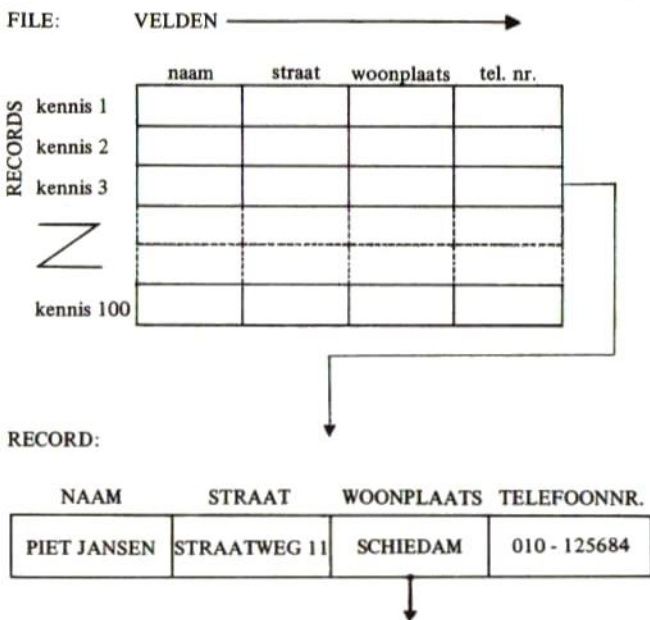 FILE: VELDEN
naam straat woonplaats tel. nr.
RECORDS
kennis 1
kennis 2
kennis 3
kennis 100
RECORD:
NAAM STRAAT WOONPLAATS TELEFOONNR.
PIET JANSEN STRAATWEG 11 SCHIEDAM 010 - 125684